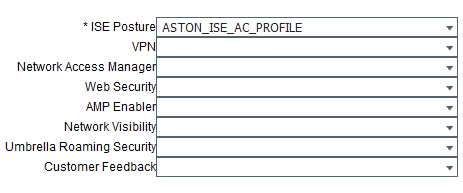 * ISE Posture ASTON_ISE_AC_PROFILE
VPN
Network Access Manager
Web Security
AMP Enabler
Network Visibility
Umbrella Roaming Security
Customer Feedback